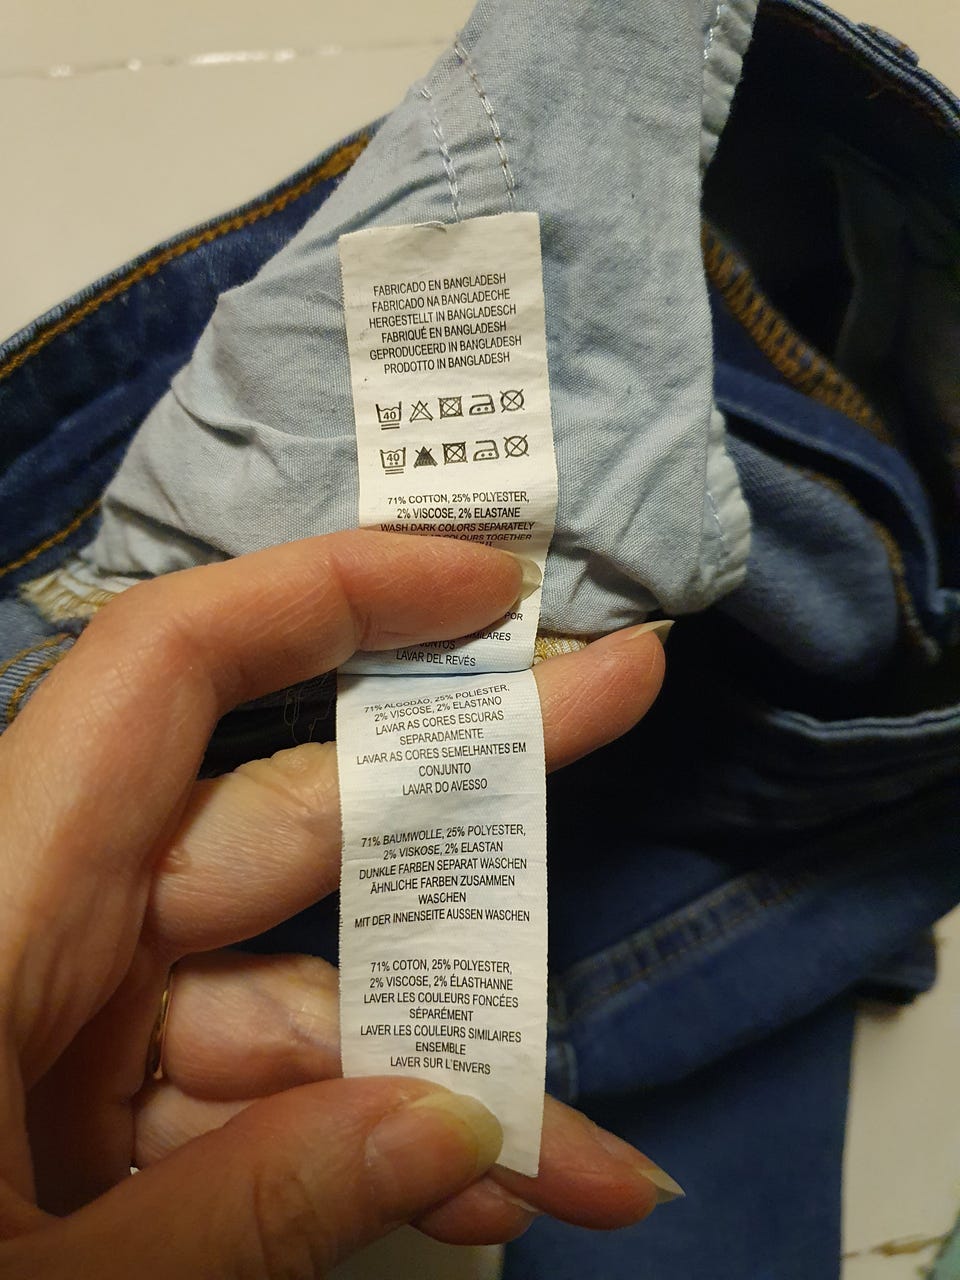 FABRICADO EN BANGLADESH
FABRICADO NA BANGLADECHE
HERGESTELLT IN BANGLADESCH
FABRIQUÉ EN BANGLADESH
GEPRODUCEERD IN BANGLADESH
PRODOTTO IN BANGLADESH
40
40
71% COTTON, 25% POLYESTER,
2% VISCOSE, 2% ELASTANE
WASH DARK COLORS SEPARATELY
COLOURS TOGETHER
POR
LAVAR DEL REVÉS
71% ALGODÃO, 25% POLIÉSTER,
2% VISCOSE, 2% ELASTANO
LAVAR AS CORES ESCURAS
SEPARADAMENTE
LAVAR AS CORES SEMELHANTES EM
CONJUNTO
LAVAR DO AVESSO
71% BAUMWOLLE, 25% POLYESTER,
2% VISKOSE, 2% ELASTAN
DUNKLE FARBEN SEPARAT WASCHEN
ÄHNLICHE FARBEN ZUSAMMEN
WASCHEN
MIT DER INNENSEITE AUSSEN WASCHEN
71% COTON, 25% POLYESTER,
2% VISCOSE, 2% ÉLASTHANNE
LAVER LES COULEURS FONCÉES
SÉPARÉMENT
LAVER LES COULEURS SIMILAIRES
ENSEMBLE
LAVER SUR L'ENVERS